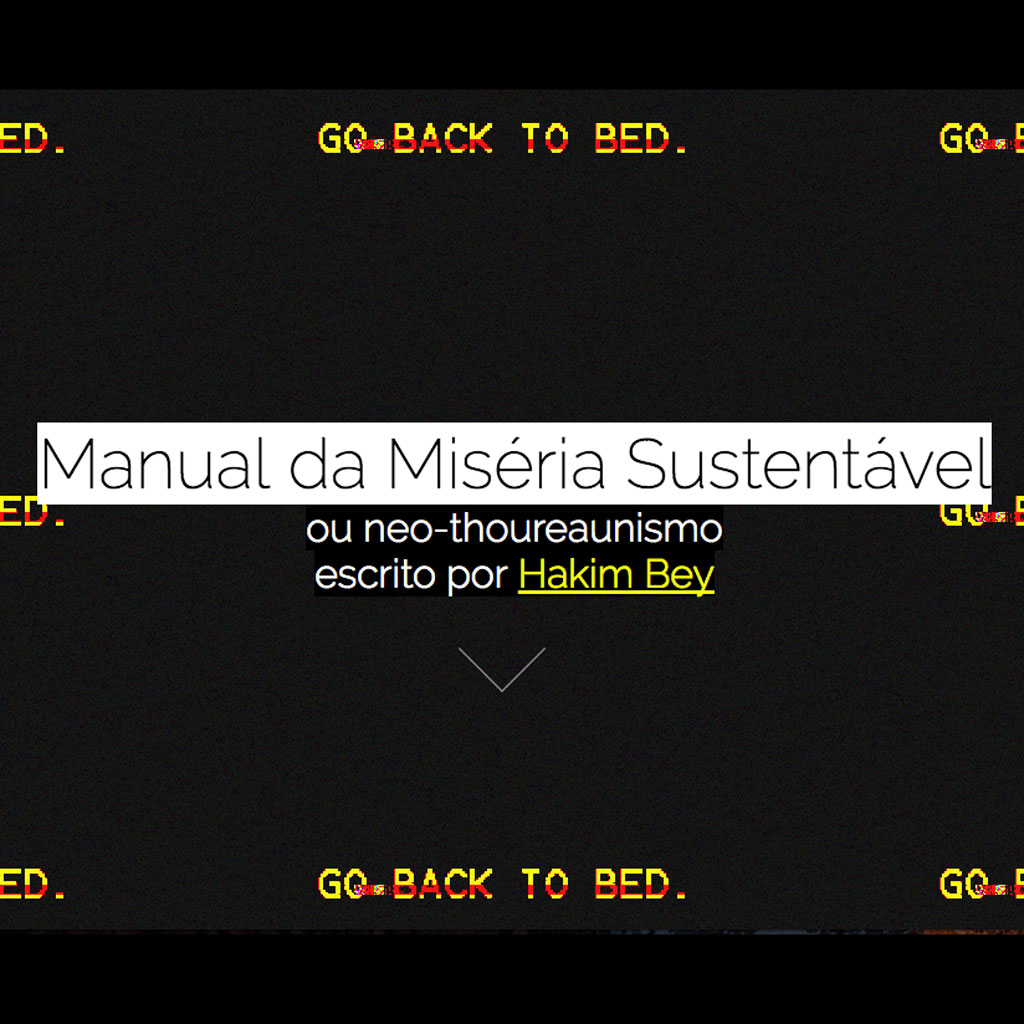 ED. GO BACK TO BED. GO B
Manual da Miséria Sustentável
ED. GO B
ou neo-thoureaunismo
escrito por Hakim Bey
ED. GO BACK TO BED. GO B